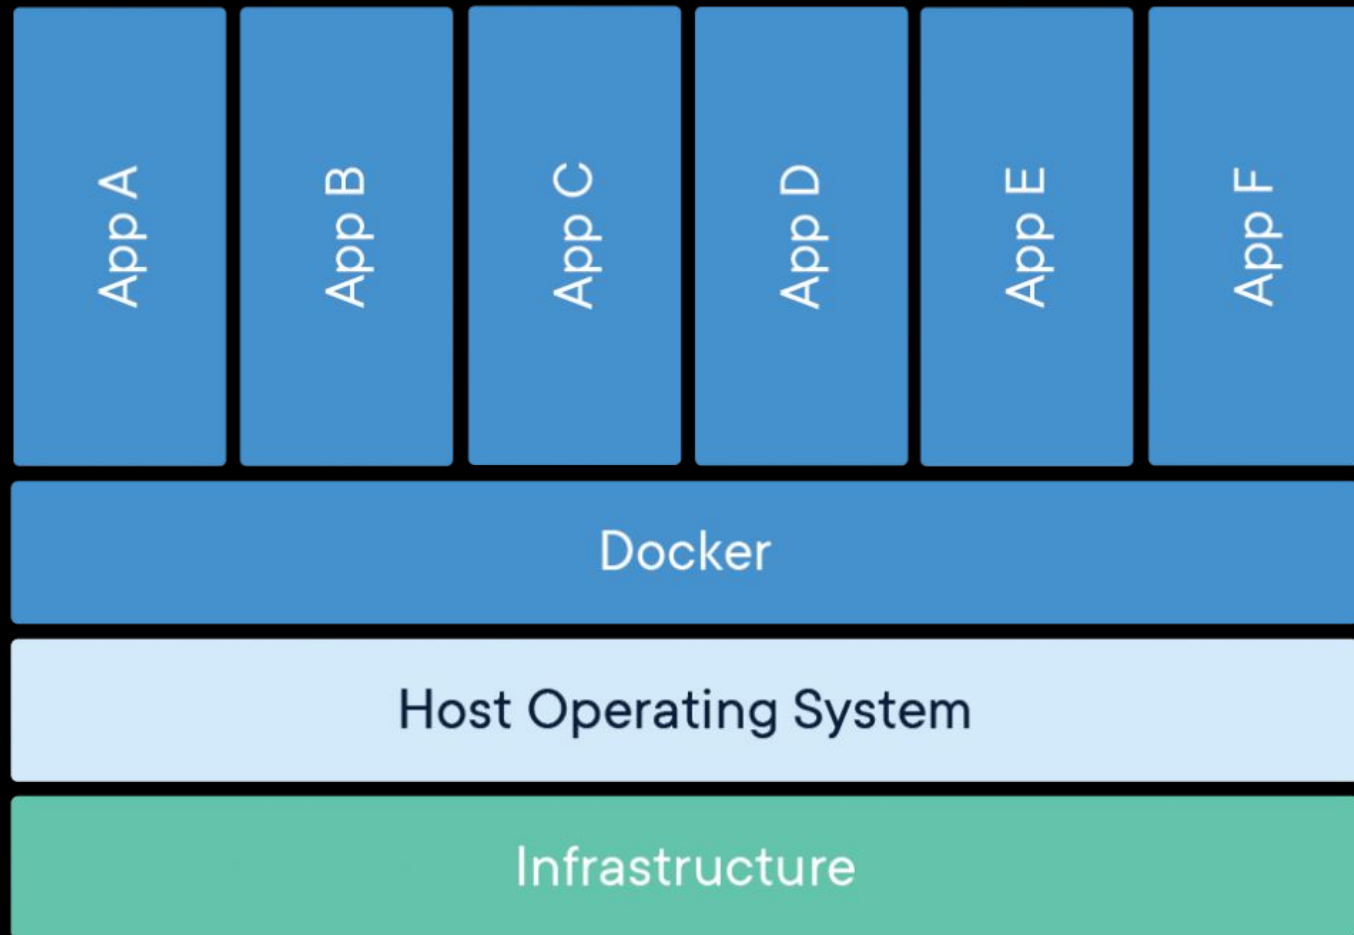 App A
App B
App C
App D
App E
App F
Docker
Host Operating System
Infrastructure